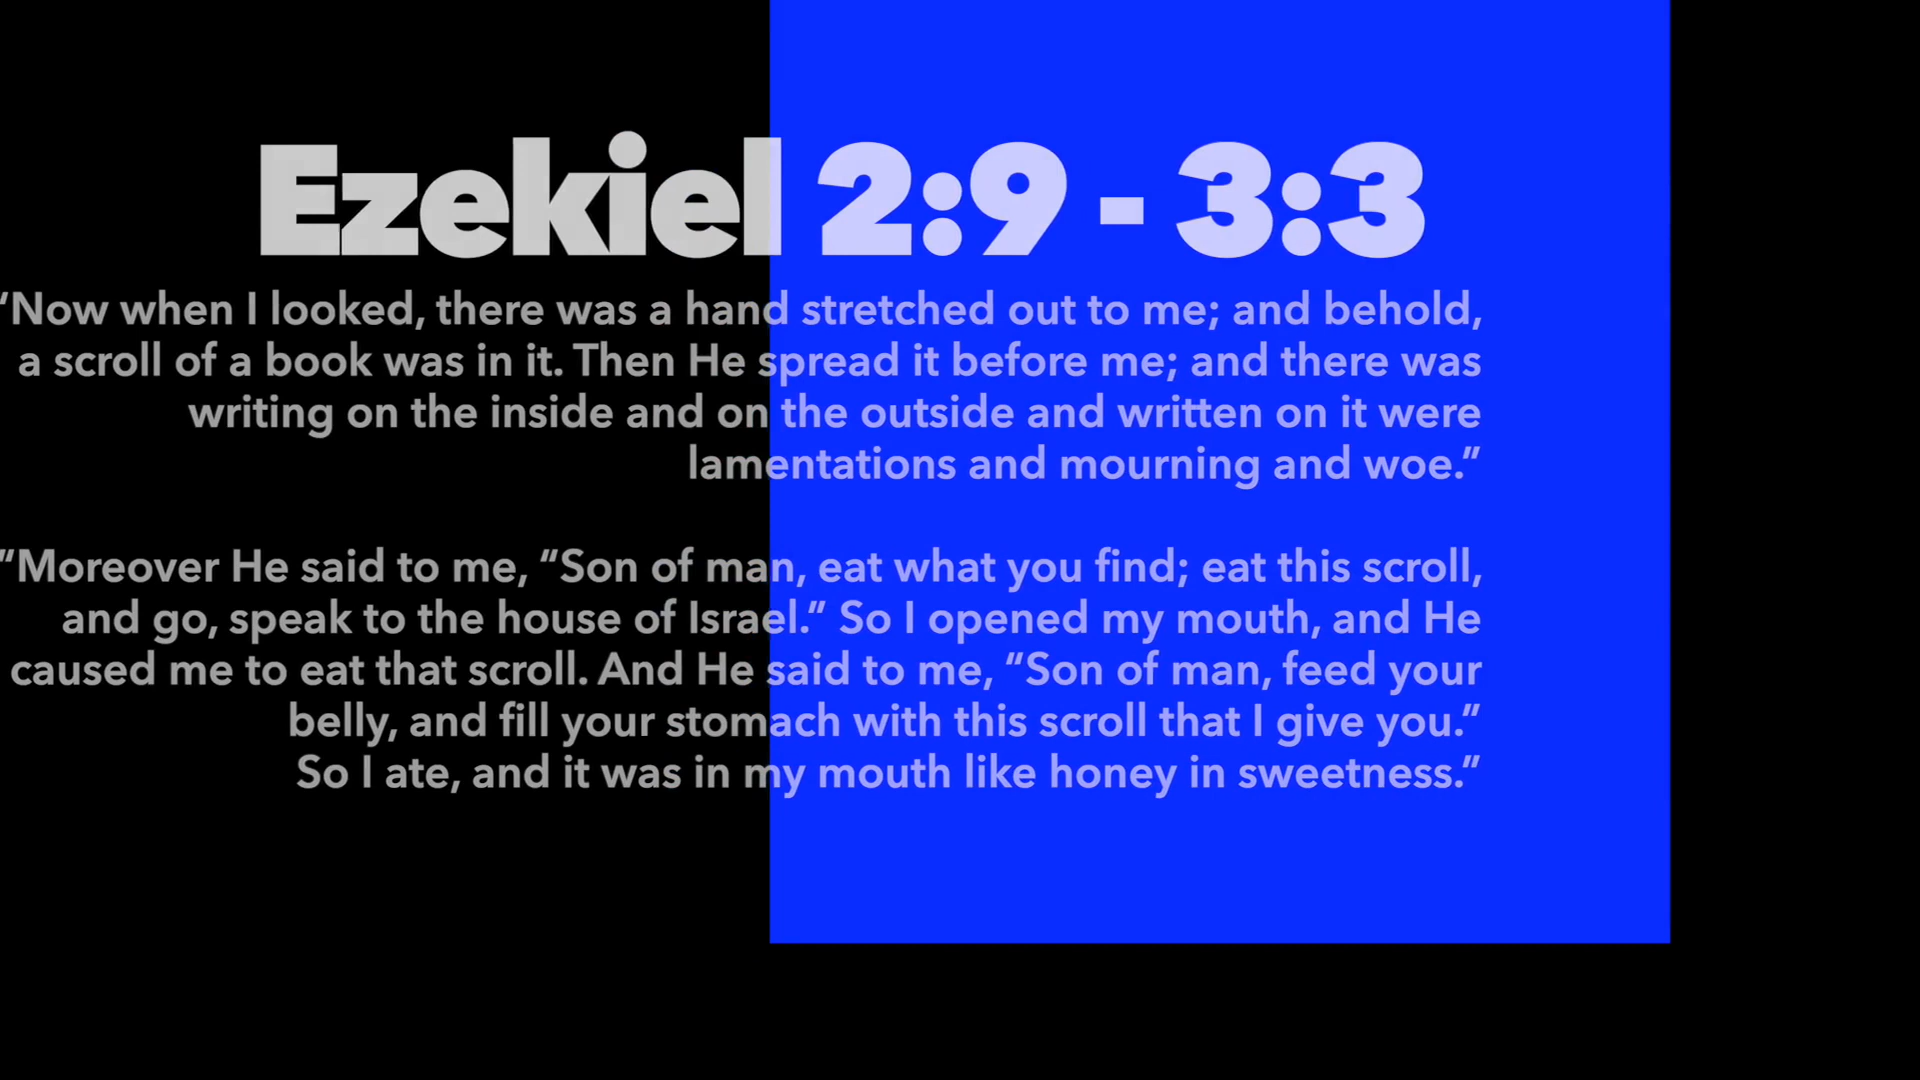 Ezekiel 2:9 - 3:3
“Now when I looked, there was a hand stretched out to me; and behold,
a scroll of a book was in it. Then He spread it before me; and there was
writing on the inside and on the outside and written on it were
lamentations and mourning and woe.”
“Moreover He said to me, “Son of man, eat what you find; eat this scroll,
and go, speak to the house of Israel.” So I opened my mouth, and He
caused me to eat that scroll. And He said to me, “Son of man, feed your
belly, and fill your stomach with this scroll that I give you.”
So I ate, and it was in my mouth like honey in sweetness.”